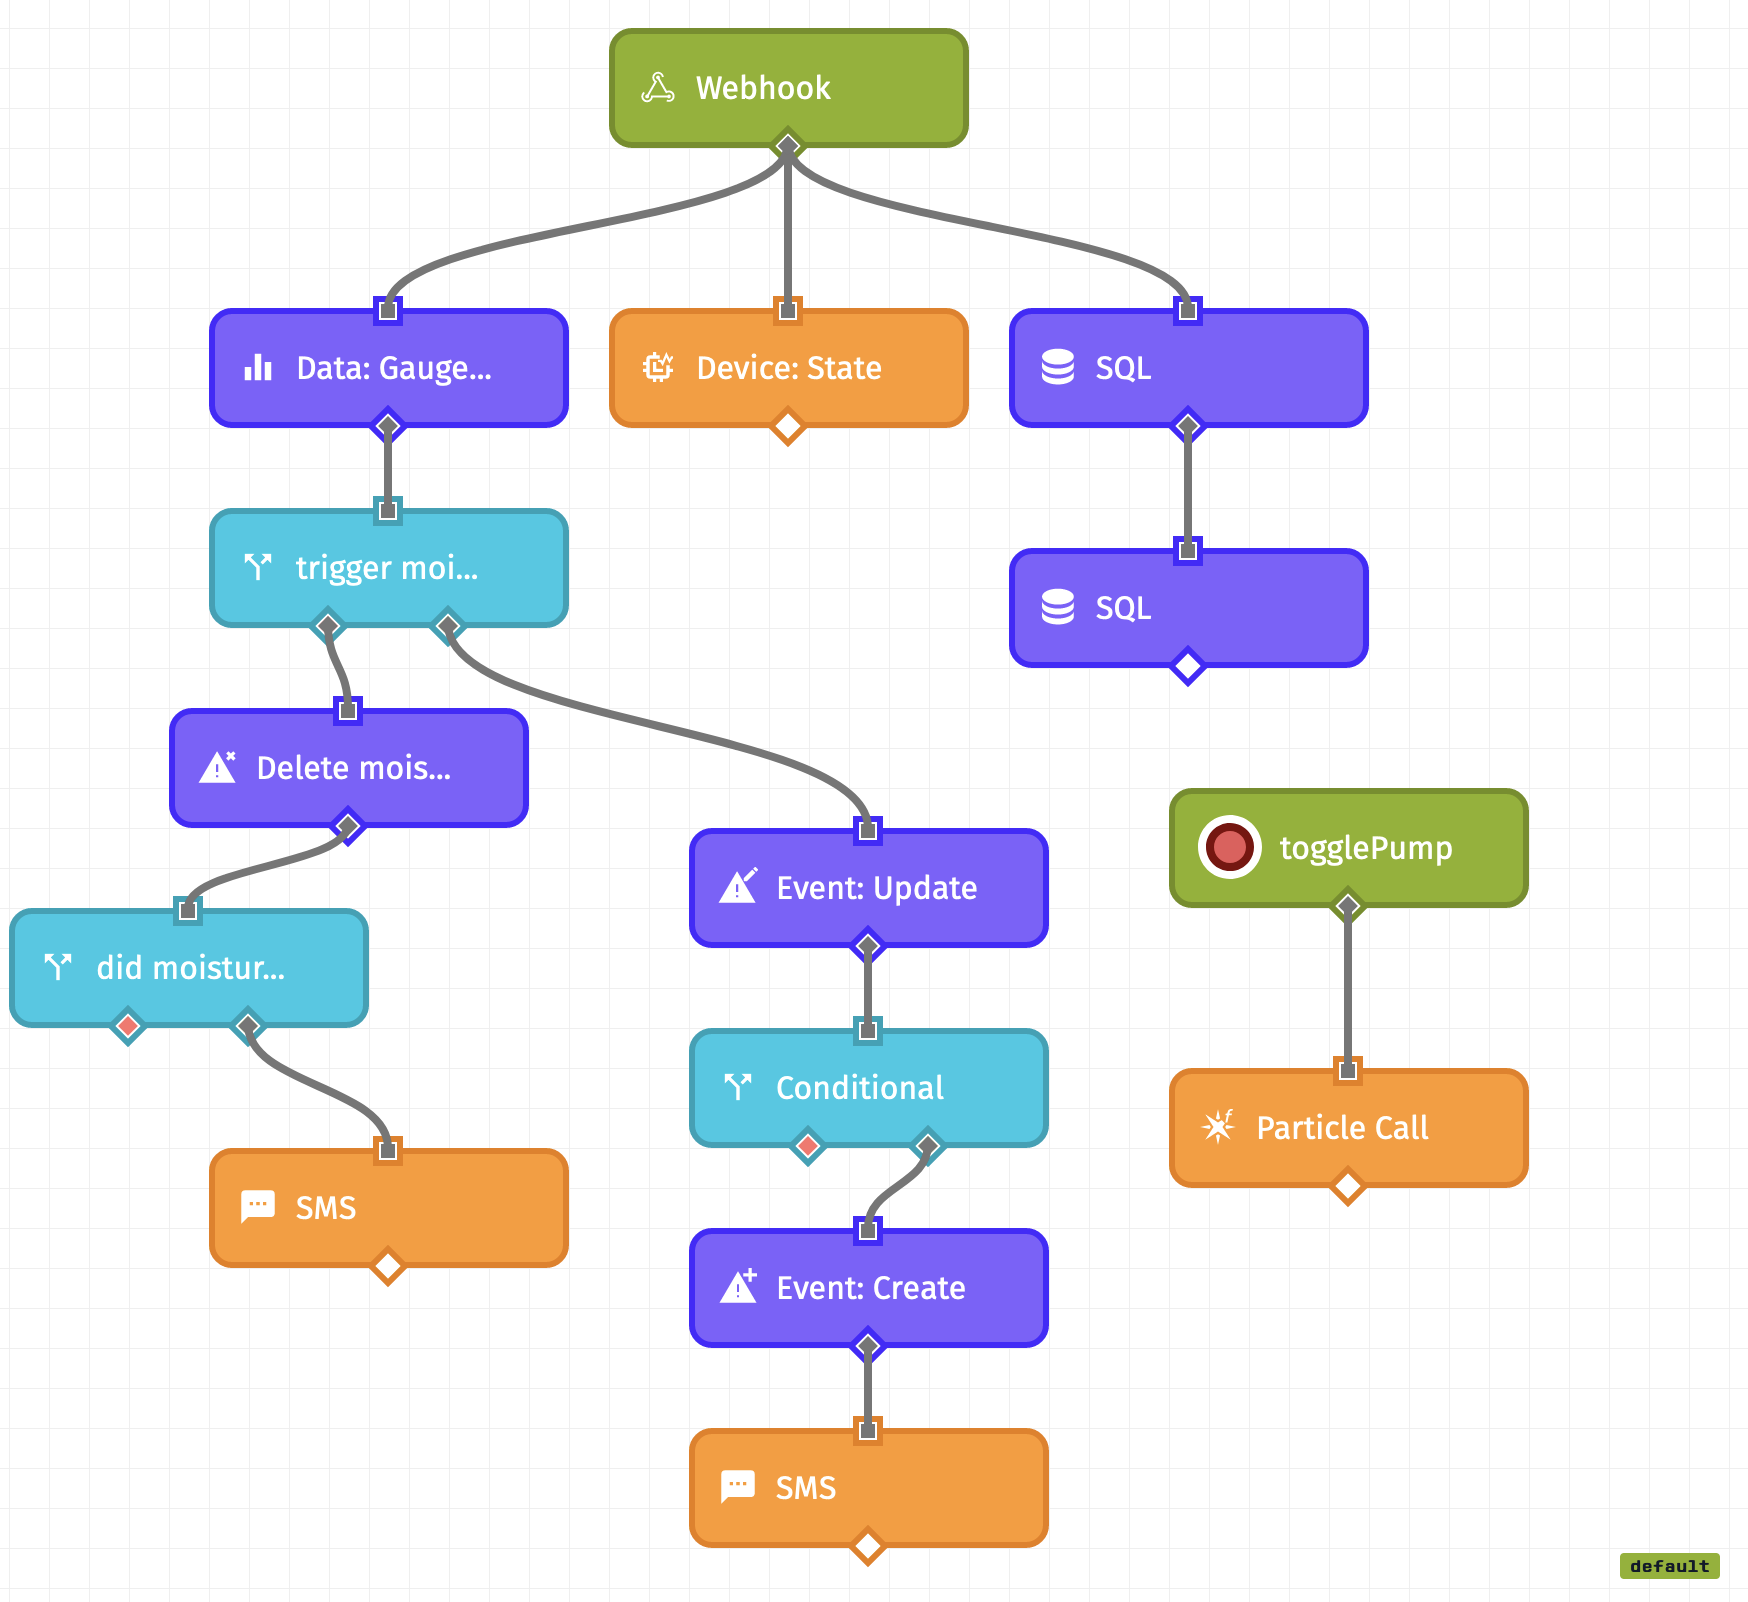 Webhook
Data: Gauge...
Device: State
SQL
trigger moi...
SQL
Delete mois...
togglePump
Event: Update
did moistur...
Conditional
Particle Call
SMS
Event: Create
SMS
default